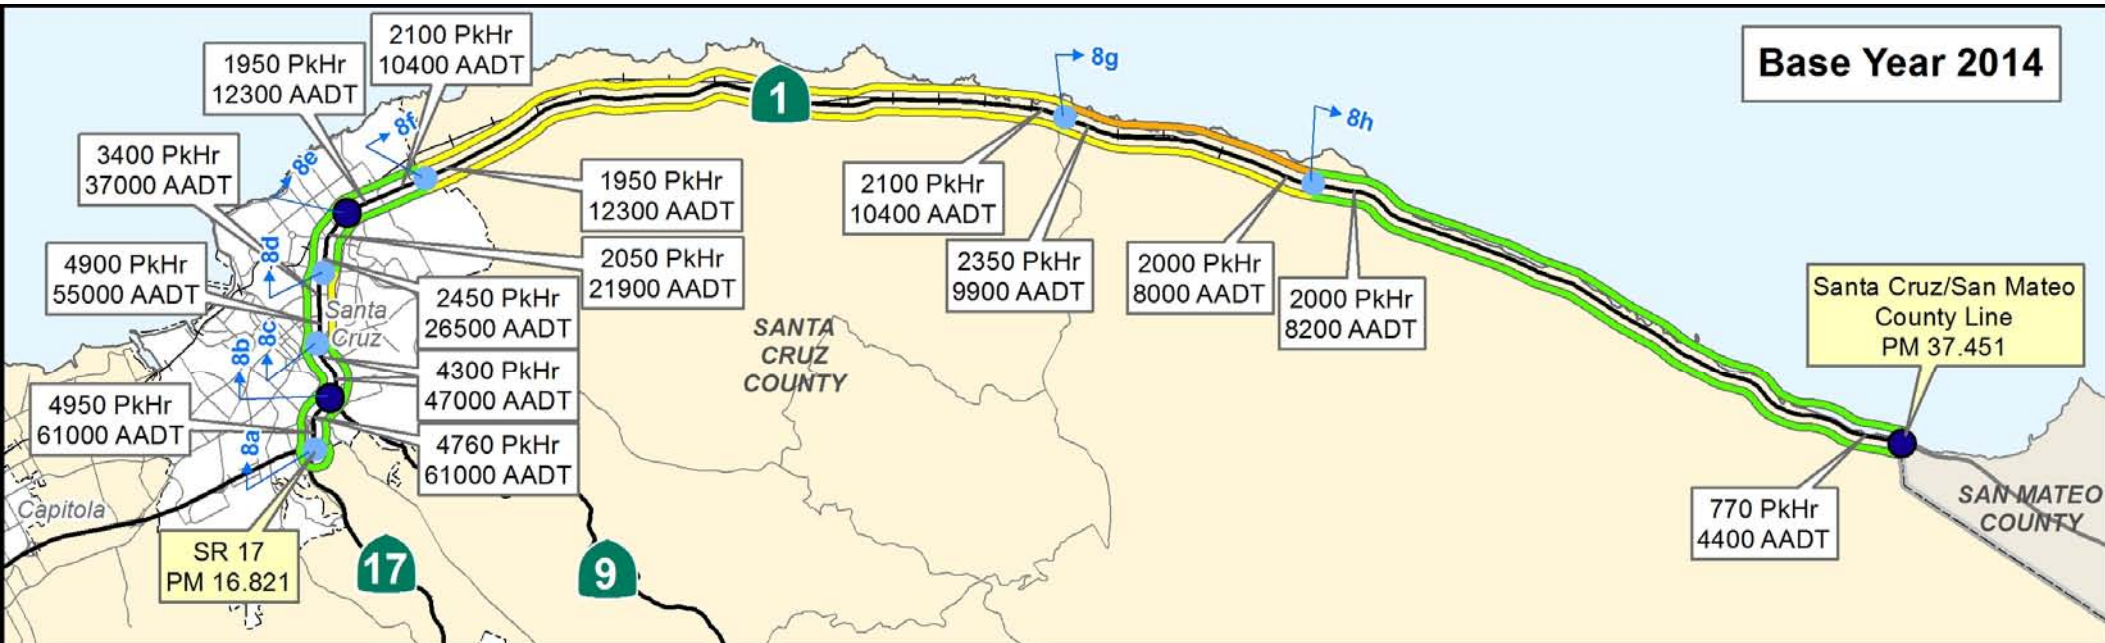 Base Year 2014
2100 PkHr
10400 AADT
1950 PkHr
12300 AADT
3400 PkHr
37000 AADT
4900 PkHr
55000 AADT
4950 PkHr
61000 AADT
8a
8b
8c
8d
8e
8f
8g
8h
1
1950 PkHr
12300 AADT
2050 PkHr
21900 AADT
2450 PkHr
26500 AADT
4300 PkHr
47000 AADT
4760 PkHr
61000 AADT
2100 PkHr
10400 AADT
2350 PkHr
9900 AADT
2000 PkHr
8000 AADT
2000 PkHr
8200 AADT
770 PkHr
4400 AADT
Santa Cruz/San Mateo
County Line
PM 37.451
SR 17
PM 16.821
Santa
Cruz
Capitola
SANTA
CRUZ
COUNTY
SAN MATEO
COUNTY
17
9